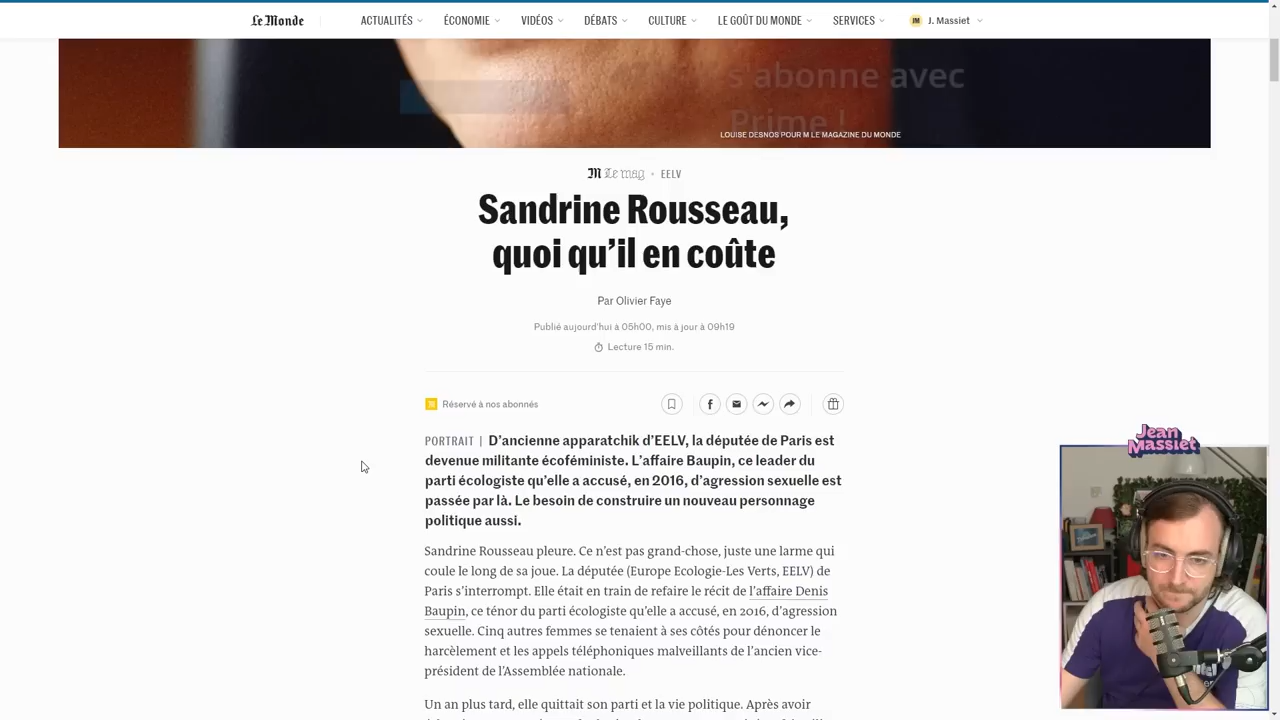 Le Monde
ACTUALITÉS
ÉCONOMIE
VIDÉOS
DÉBATS
CULTURE
LE GOÛT DU MONDE
SERVICES
JM
J. Massiet
s'abonne avec
Prime !
LOUISE DESNOS POUR M LE MAGAZINE DU MONDE
M Le mag • EELV
Sandrine Rousseau,
quoi qu’il en coûte
Par Olivier Faye
Publié aujourd’hui à 05h00, mis à jour à 09h19
Lecture 15 min.
Réservé à nos abonnés
PORTRAIT | D’ancienne apparatchik d’EELV, la députée de Paris est
devenue militante écoféministe. L’affaire Baupin, ce leader du
parti écologiste qu’elle a accusé, en 2016, d’agression sexuelle est
passée par là. Le besoin de construire un nouveau personnage
politique aussi.
Sandrine Rousseau pleure. Ce n’est pas grand-chose, juste une larme qui
coule le long de sa joue. La députée (Europe Ecologie-Les Verts, EELV) de
Paris s’interrompt. Elle était en train de refaire le récit de l’affaire Denis
Baupin, ce ténor du parti écologiste qu’elle a accusé, en 2016, d’agression
sexuelle. Cinq autres femmes se tenaient à ses côtés pour dénoncer le
harcèlement et les appels téléphoniques malveillants de l’ancien vice-
président de l’Assemblée nationale.
Un an plus tard, elle quittait son parti et la vie politique. Après avoir
Jean
Massiet